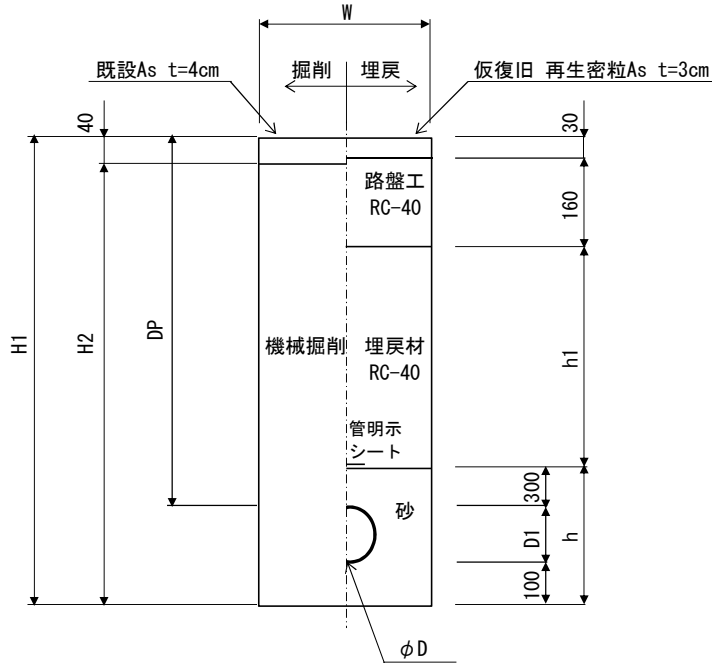 W
既設As t=4cm
掘削
埋戻
仮復旧 再生密粒As t=3cm
40
30
路盤工
RC-40
160
H1
H2
DP
機械掘削
埋戻材
RC-40
h1
管明示
シート
300
砂
D1
h
100
φD